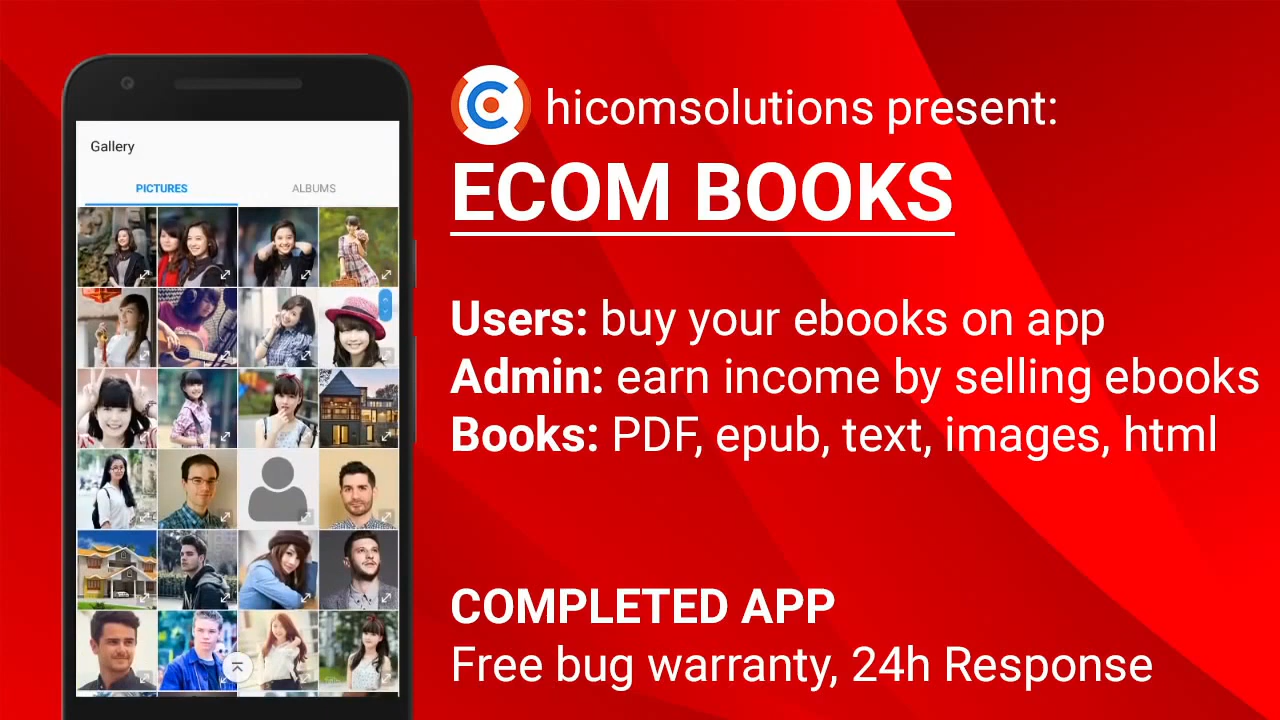 Gallery
PICTURES
ALBUMS
hicomsolutions present:
ECOM BOOKS
Users: buy your ebooks on app
Admin: earn income by selling ebooks
Books: PDF, epub, text, images, html
COMPLETED APP
Free bug warranty, 24h Response